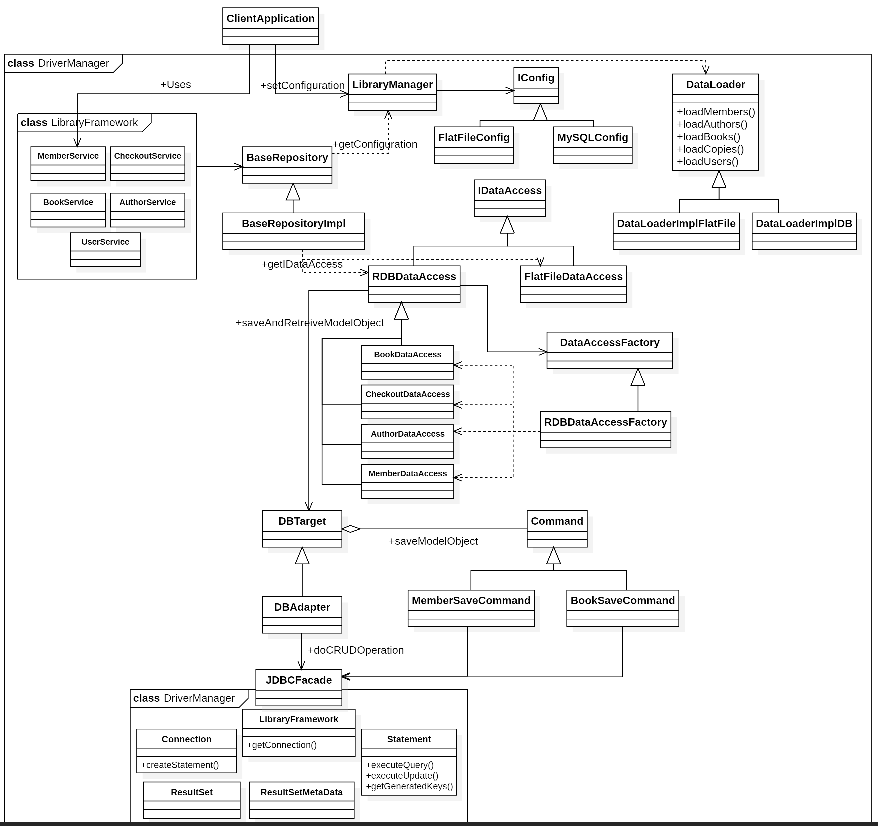 ClientApplication
class DriverManager
+Uses
+setConfiguration
LibraryManager
IConfig
DataLoader
+loadMembers()
+loadAuthors()
+loadBooks()
+loadCopies()
+loadUsers()
class LibraryFramework
FlatFileConfig
MySQLConfig
+getConfiguration
MemberService
CheckoutService
BaseRepository
BookService
AuthorService
IDataAccess
UserService
BaseRepositoryImpl
DataLoaderImplFlatFile
DataLoaderImplDB
+getIDataAccess
RDBDataAccess
FlatFileDataAccess
+saveAndRetreiveModelObject
DataAccessFactory
BookDataAccess
CheckoutDataAccess
AuthorDataAccess
RDBDataAccessFactory
MemberDataAccess
DBTarget
Command
+saveModelObject
DBAdapter
MemberSaveCommand
BookSaveCommand
+doCRUDOperation
JDBCFacade
class DriverManager
LibraryFramework
+getConnection()
Connection
+createStatement()
Statement
+executeQuery()
+executeUpdate()
+getGeneratedKeys()
ResultSet
ResultSetMetaData